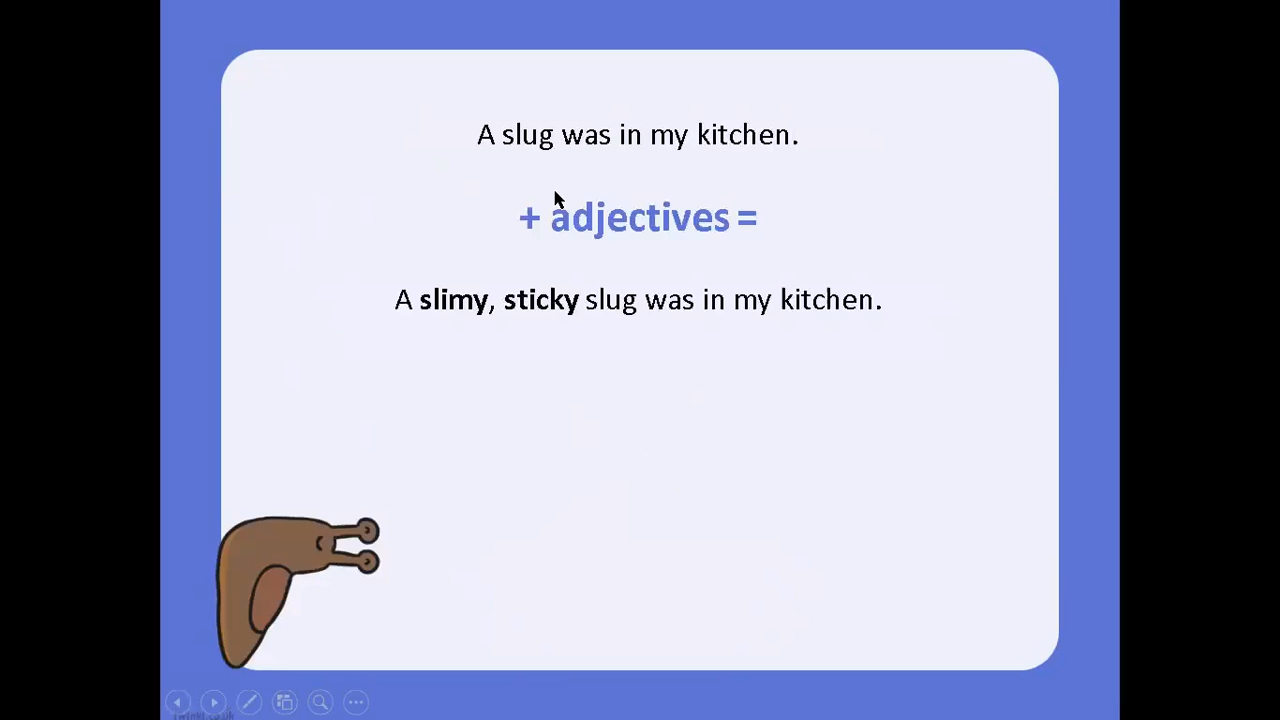 A slug was in my kitchen.
+ adjectives =
A slimy, sticky slug was in my kitchen.